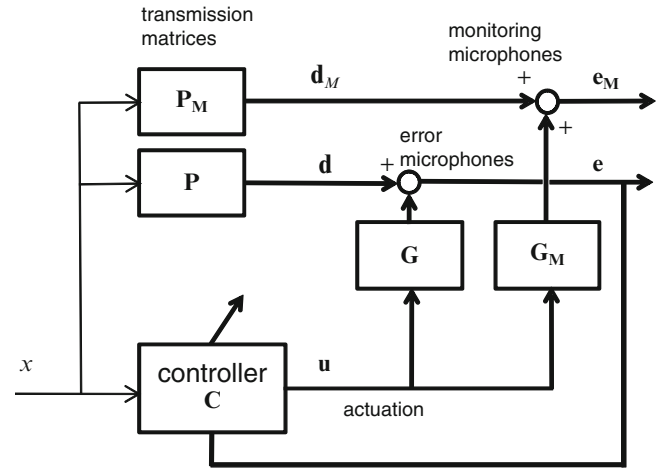 transmission
matrices
monitoring
microphones
d_M
+
e_M
P_M
+
error
microphones
P
d
+
e
G
G_M
x
controller
C
u
actuation